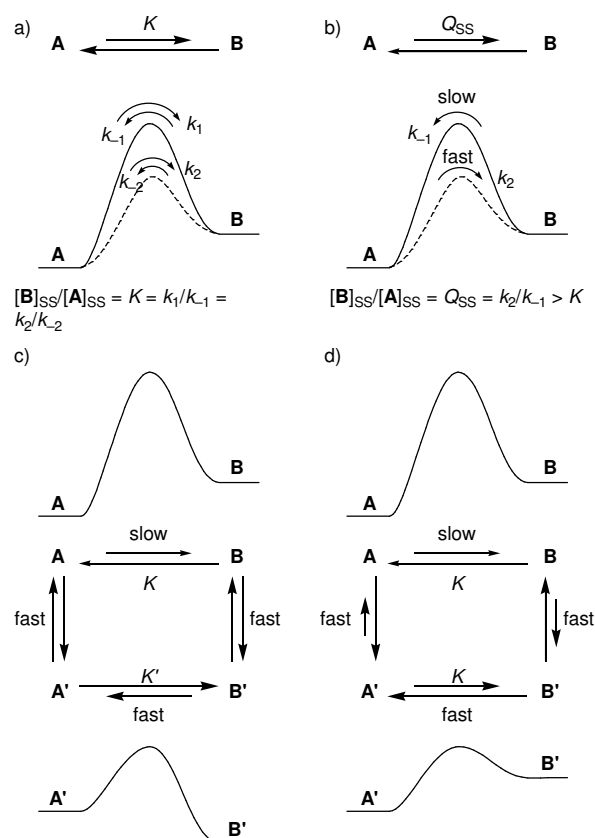 a) K b) Q_SS
A B A B
k_–1 k_1 slow
k_–1
k_–2 k_2 fast k_2
B B
A A
[B]_SS/[A]_SS = K = k_1/k_–1 = [B]_SS/[A]_SS = Q_SS = k_2/k_–1 > K
k_2/k_–2
c) d)
B B
A A
slow slow
A B A B
K K
fast fast fast fast
K' K
A' B' A' B'
fast fast
B'
A' A'
B'